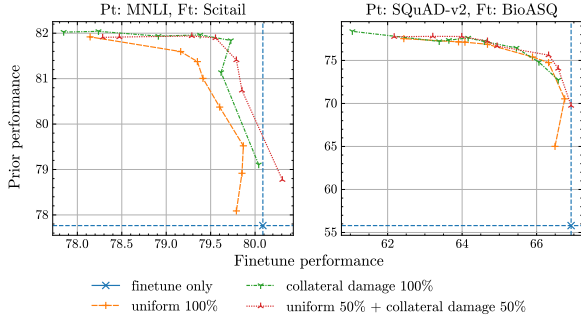 Pt: MNLI, Ft: Scitail
Pt: SQuAD-v2, Ft: BioASQ
Prior performance
82
81
80
79
78
75
70
65
60
55
78.0 78.5 79.0 79.5 80.0
62 64 66
Finetune performance
finetune only
collateral damage 100%
uniform 100%
uniform 50% + collateral damage 50%